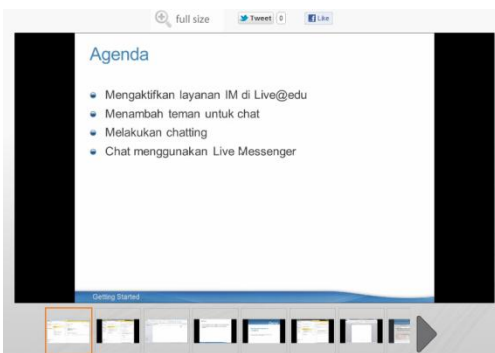 full size
Tweet 0
Like
Agenda
Mengaktifkan layanan IM di Live@edu
Menambah teman untuk chat
Melakukan chatting
Chat menggunakan Live Messenger
Getting Started